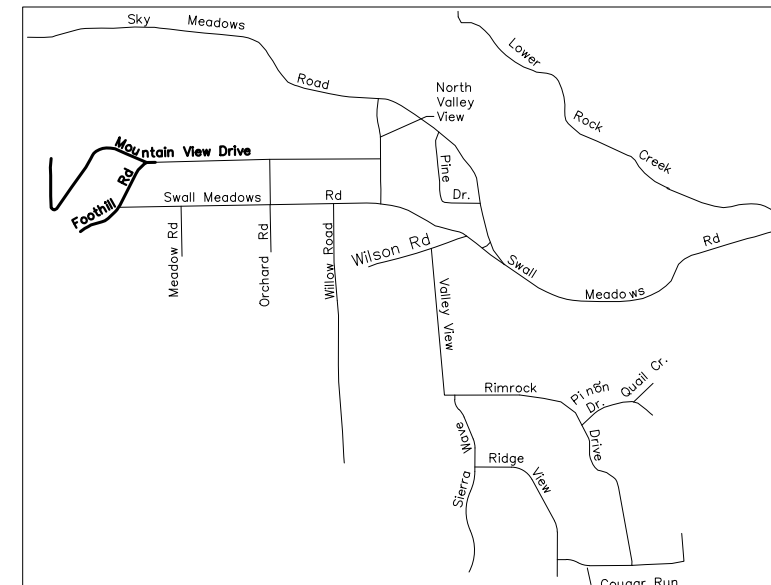 Sky Meadows
Road
Lower
Rock
Creek
North
Valley
View
Mountain View Drive
Pine
Dr.
Foothill Rd
Swall Meadows Rd
Meadow Rd
Orchard Rd
Willow Road
Wilson Rd
Swall
Meadows
Rd
Valley View
Rimrock
Drive
Piñon
Dr.
Quail Cr.
Sierra Wave
Ridge
View
Cougar Run